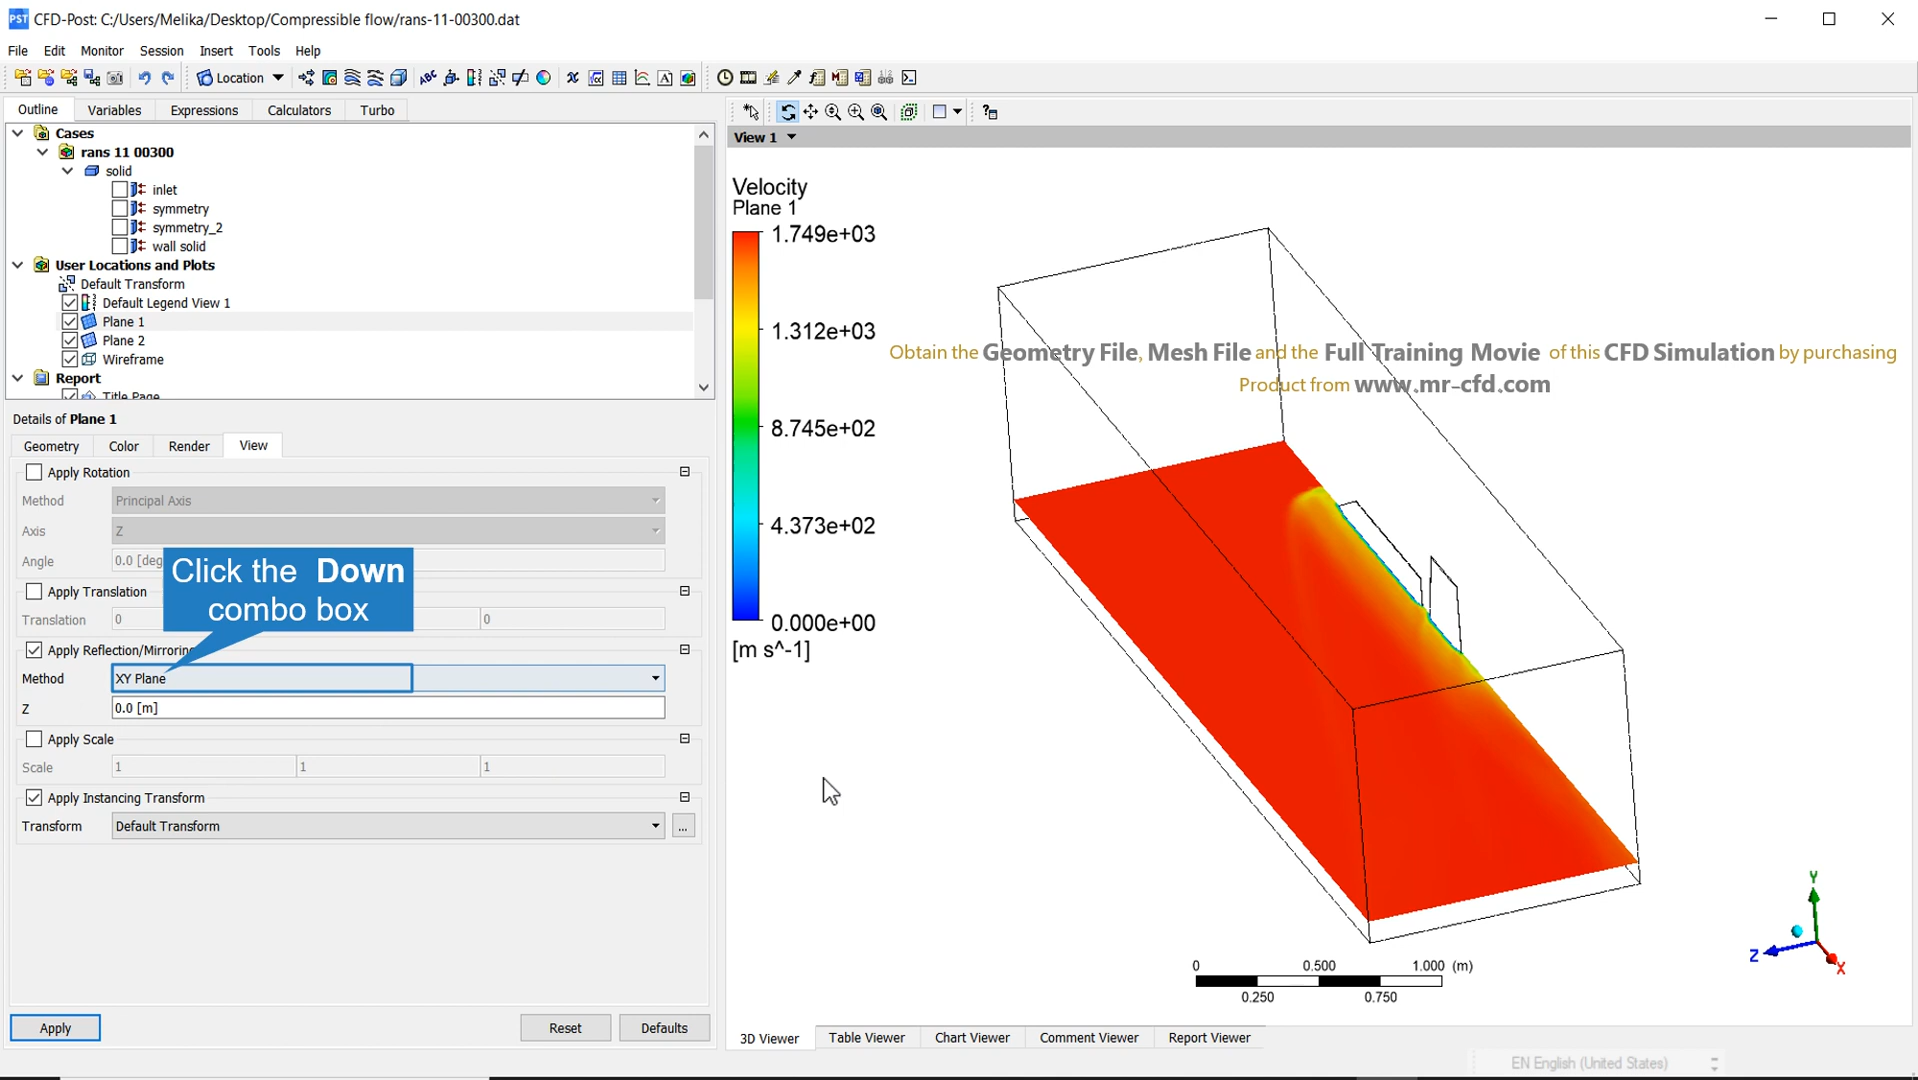 PST CFD-Post: C:/Users/Melika/Desktop/Compressible flow/rans-11-00300.dat
File Edit Monitor Session Insert Tools Help
Location
Outline Variables Expressions Calculators Turbo
Cases
rans 11 00300
solid
inlet
symmetry
symmetry_2
wall solid
User Locations and Plots
Default Transform
Default Legend View 1
Plane 1
Plane 2
Wireframe
Report
Title Page
Details of Plane 1
Geometry Color Render View
Apply Rotation
Method Principal Axis
Axis Z
Angle 0.0 [deg
Click the Down
combo box
Apply Translation
Translation 0 0
Apply Reflection/Mirroring
Method XY Plane
Z 0.0 [m]
Apply Scale
Scale 1 1 1
Apply Instancing Transform
Transform Default Transform ...
Apply Reset Defaults
View 1
Velocity
Plane 1
1.749e+03
1.312e+03
8.745e+02
4.373e+02
0.000e+00
[m s^-1]
Obtain the Geometry File, Mesh File and the Full Training Movie of this CFD Simulation by purchasing
Product from www.mr-cfd.com
Y
Z
X
0 0.500 1.000 (m)
0.250 0.750
3D Viewer Table Viewer Chart Viewer Comment Viewer Report Viewer
EN English (United States)